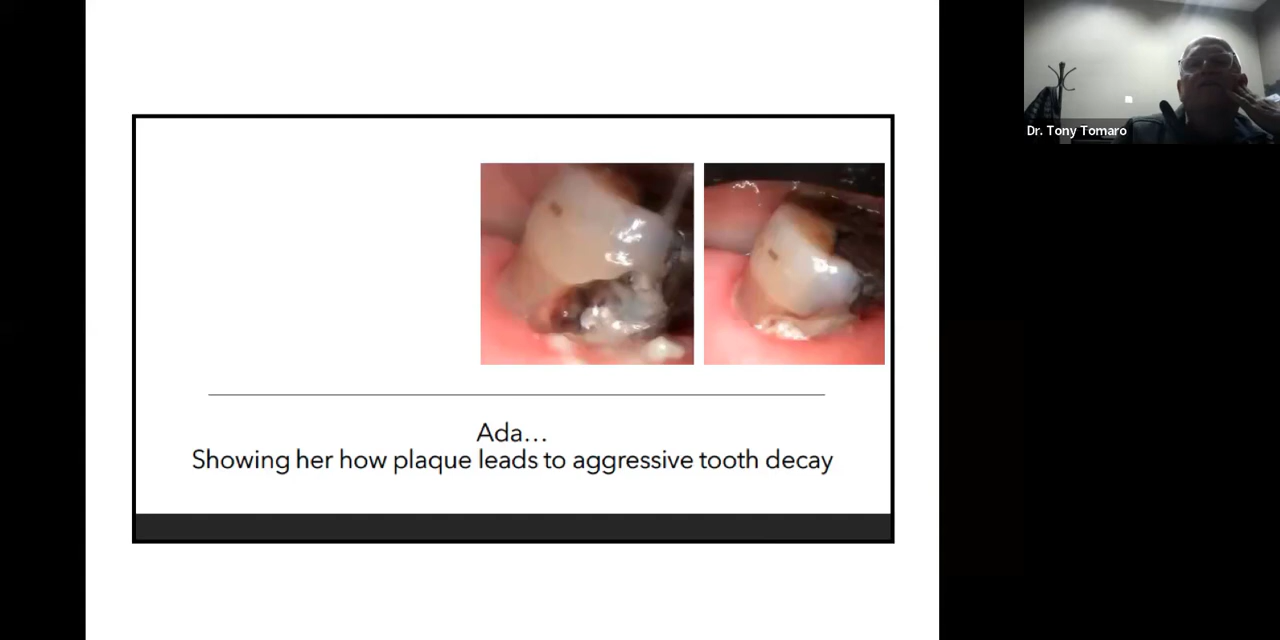 Dr. Tony Tomaro
Ada...
Showing her how plaque leads to aggressive tooth decay